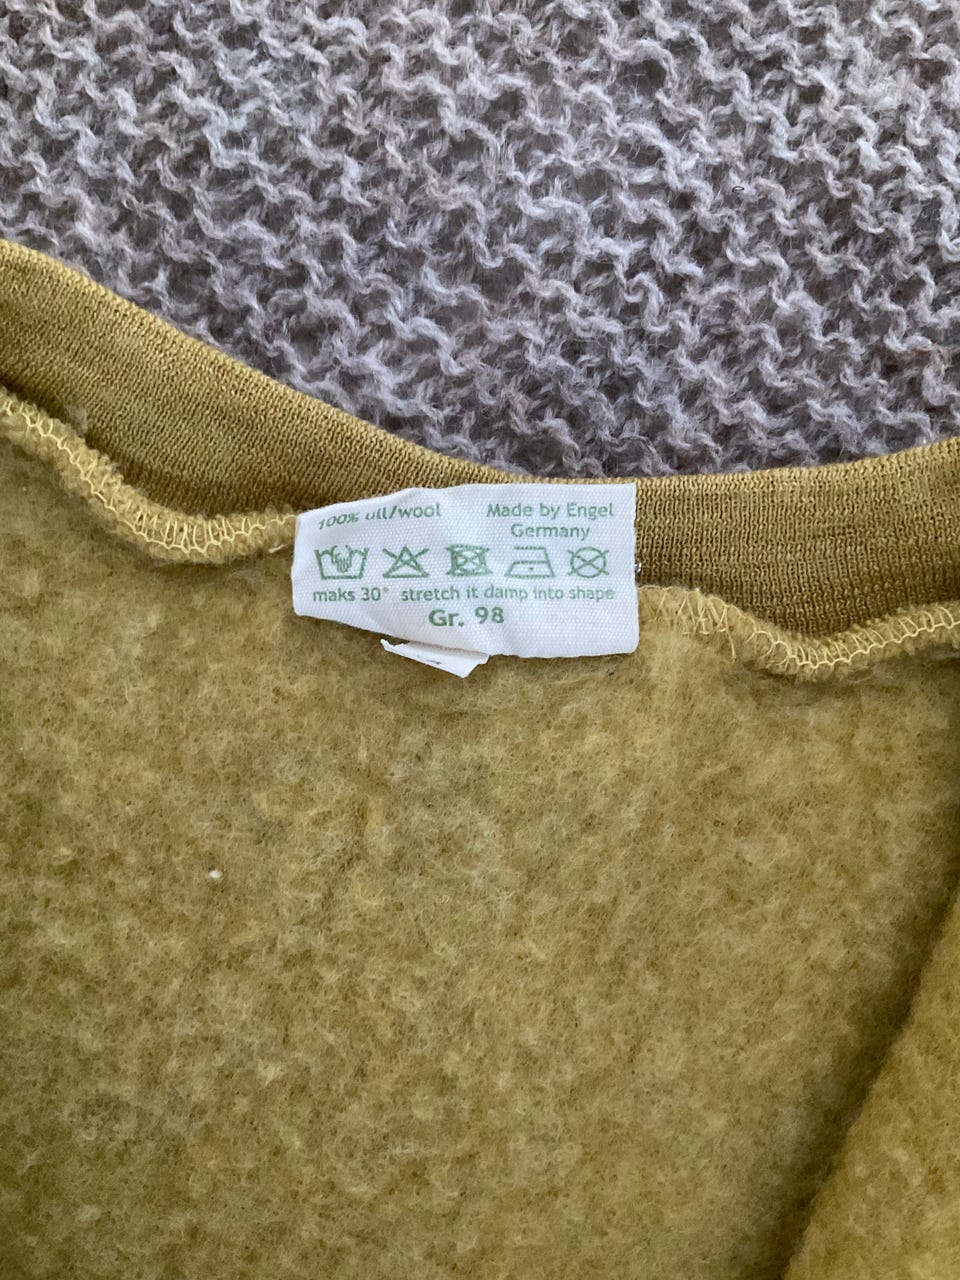 100% ull/wool
Made by Engel
Germany
maks 30° stretch it damp into shape
Gr. 98